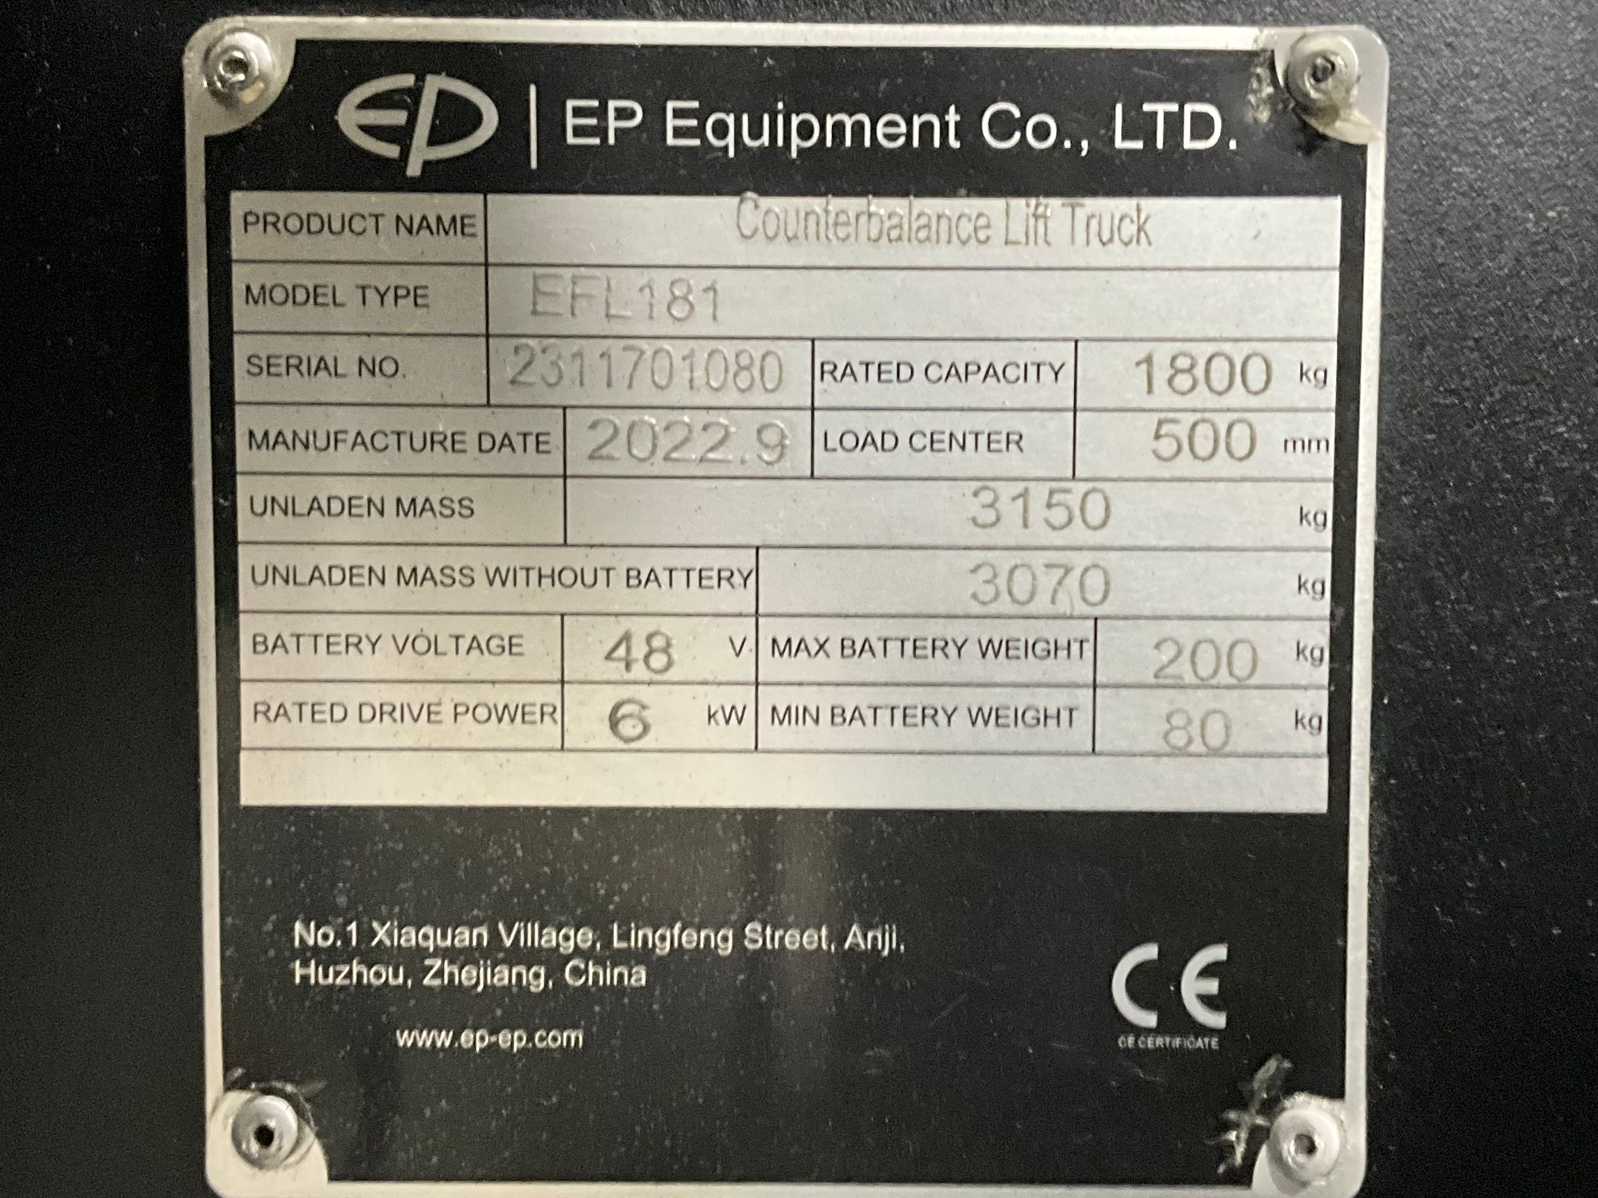 EP | EP Equipment Co., LTD.
PRODUCT NAME Counterbalance Lift Truck
MODEL TYPE EFL181
SERIAL NO. 2311701080 RATED CAPACITY 1800 kg
MANUFACTURE DATE 2022.9 LOAD CENTER 500 mm
UNLADEN MASS 3150 kg
UNLADEN MASS WITHOUT BATTERY 3070 kg
BATTERY VOLTAGE 48 V MAX BATTERY WEIGHT 200 kg
RATED DRIVE POWER 6 kW MIN BATTERY WEIGHT 80 kg
No.1 Xiaquan Village, Lingfeng Street, Anji,
Huzhou, Zhejiang, China
www.ep-ep.com
CE
CE CERTIFICATE